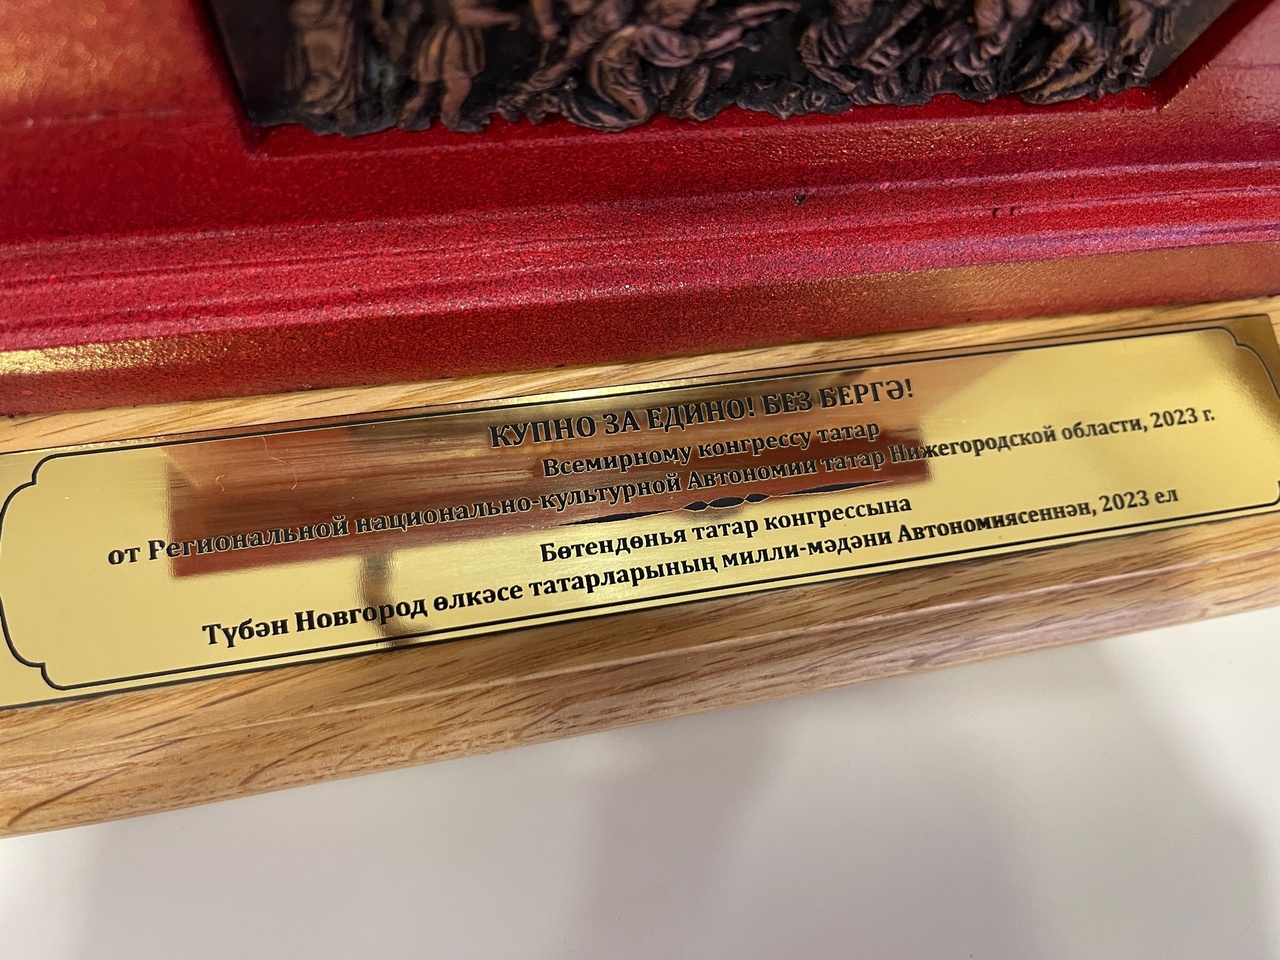 КУПНО ЗА ЕДИНО! БЕЗ БЕРГӘ!
Всемирному конгрессу татар
от Региональной национально-культурной Автономии татар Нижегородской области, 2023 г.
Бөтендөнья татар конгрессына
Түбән Новгород өлкәсе татарларының милли-мәдәни Автономиясеннән, 2023 ел